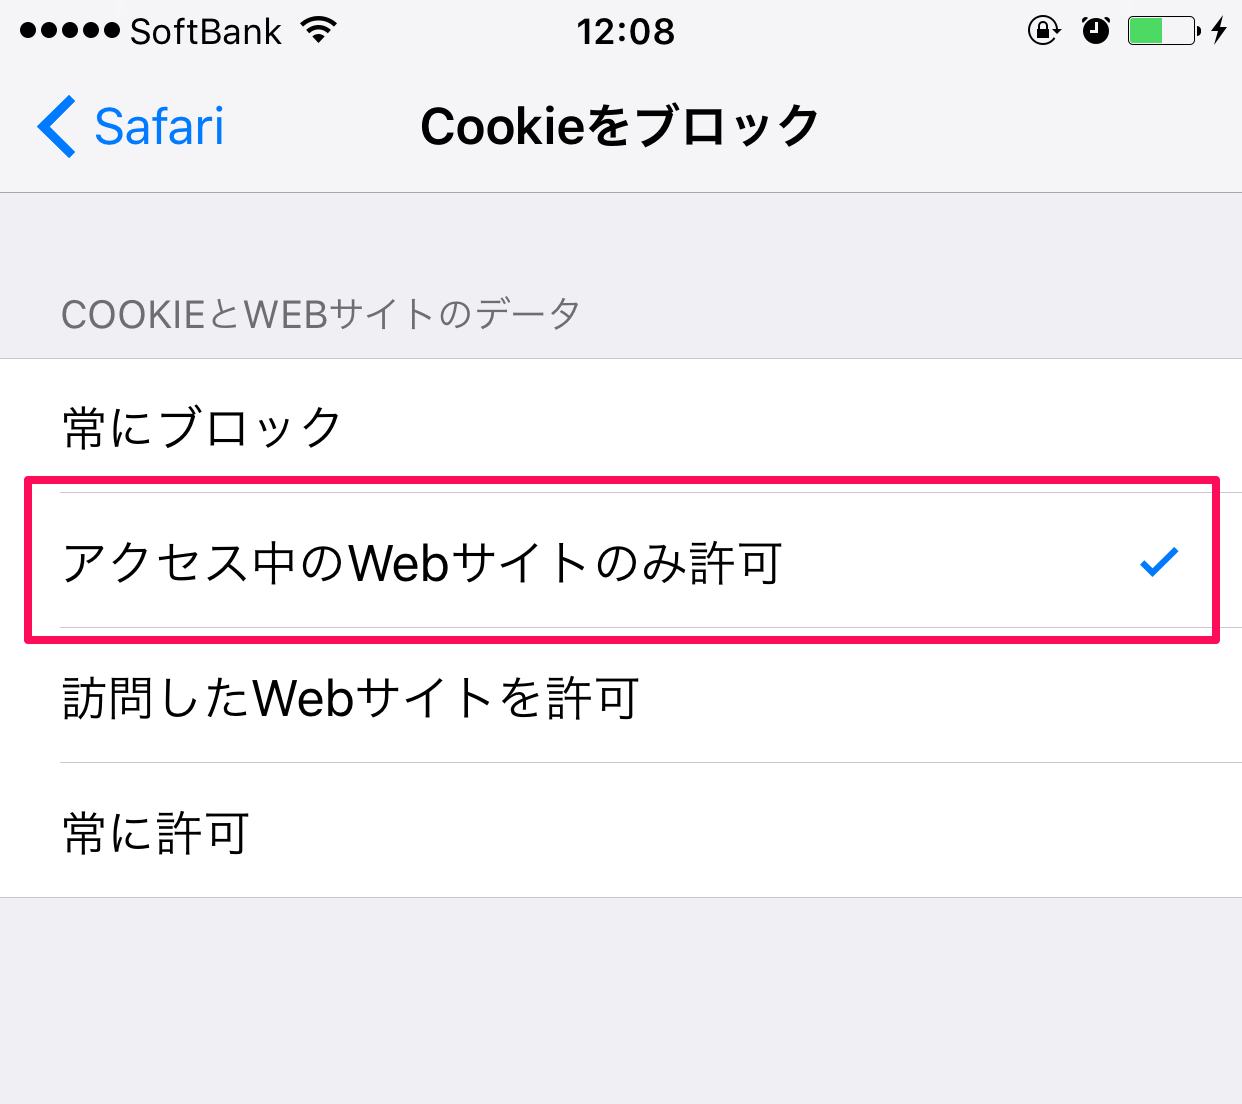 SoftBank 12:08
Safari Cookieをブロック
COOKIEとWEBサイトのデータ
常にブロック
アクセス中のWebサイトのみ許可
訪問したWebサイトを許可
常に許可